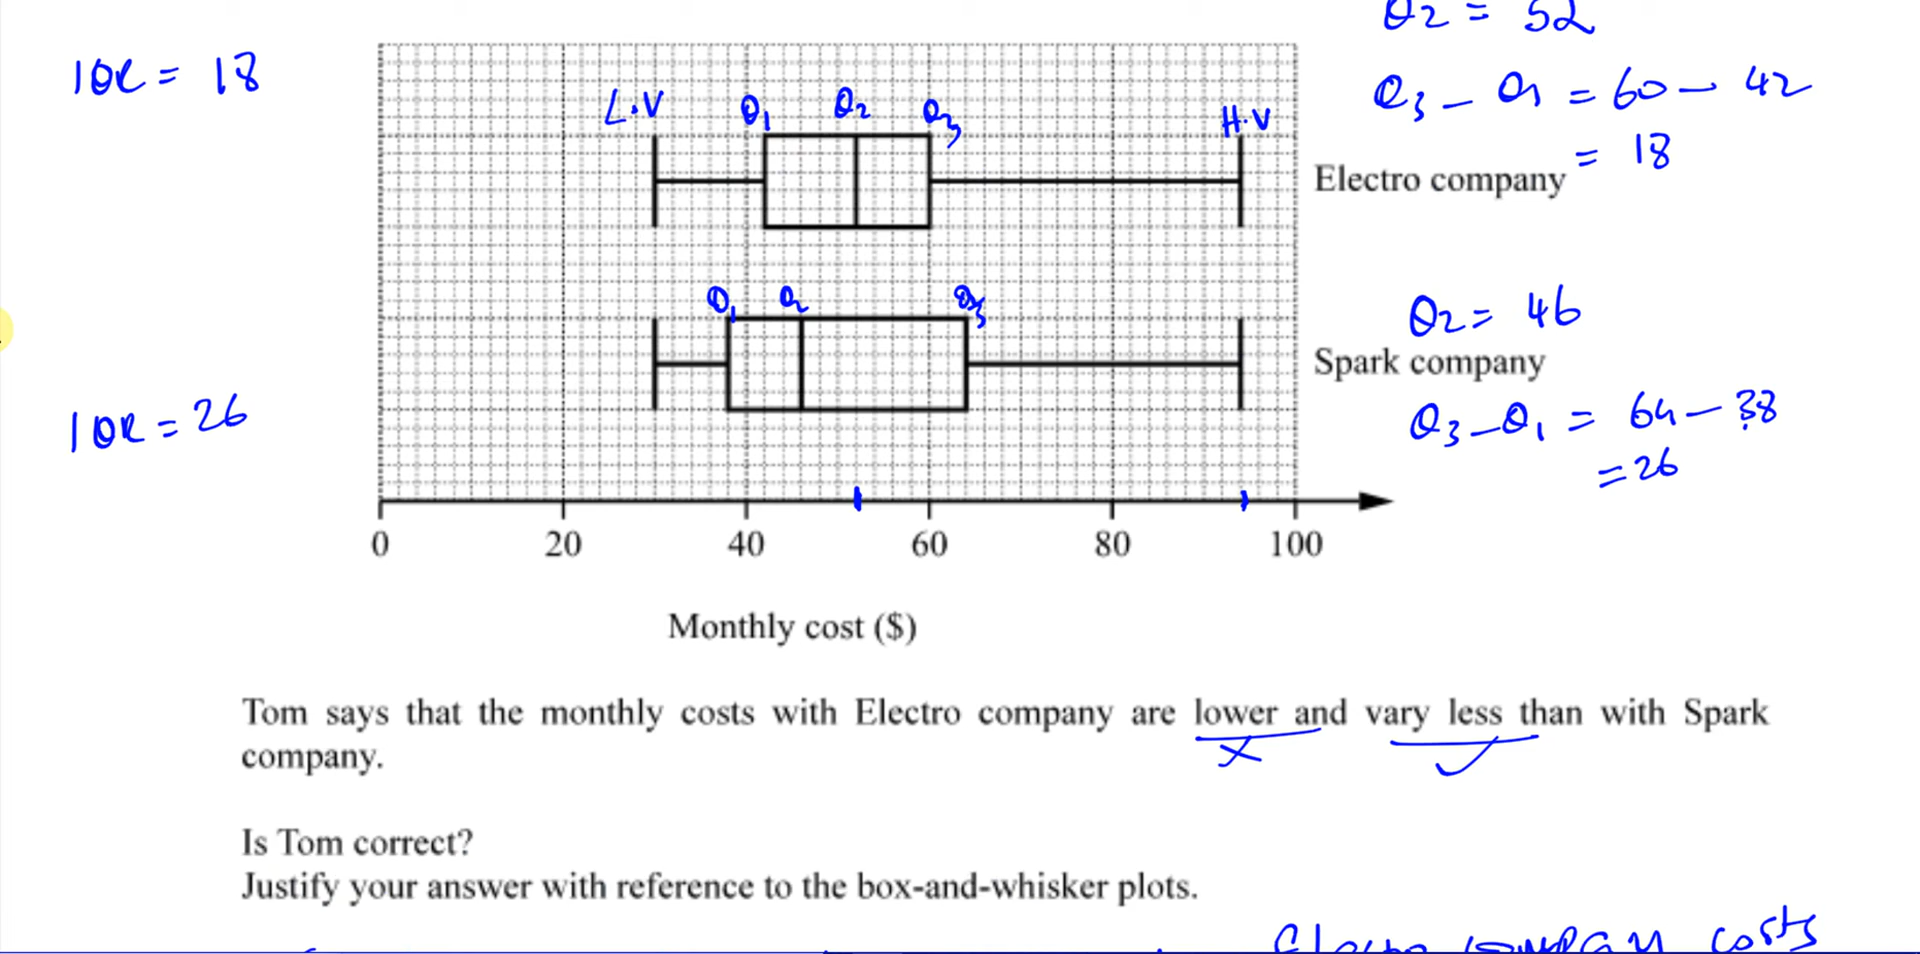 Q2 = 52
IQR = 18
Q3 - Q1 = 60 - 42
= 18
L.V Q1 Q2 Q3 H.V
Electro company
Q1 Q2 Q3
Q2 = 46
Spark company
IQR = 26
Q3 - Q1 = 64 - 38
= 26
0 20 40 60 80 100
Monthly cost ($)
Tom says that the monthly costs with Electro company are lower and vary less than with Spark
company.
Is Tom correct?
Justify your answer with reference to the box-and-whisker plots.
Electro company costs